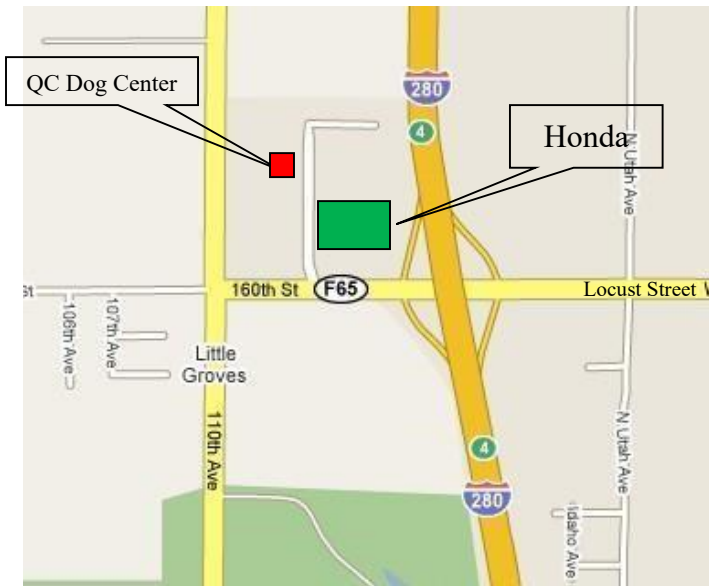 QC Dog Center
280
4
Honda
N Utah Ave
St
160th St
F65
Locust Street W
106th Ave
107th Ave
Little
Groves
110th Ave
N Utah Ave
4
280
Idaho Ave